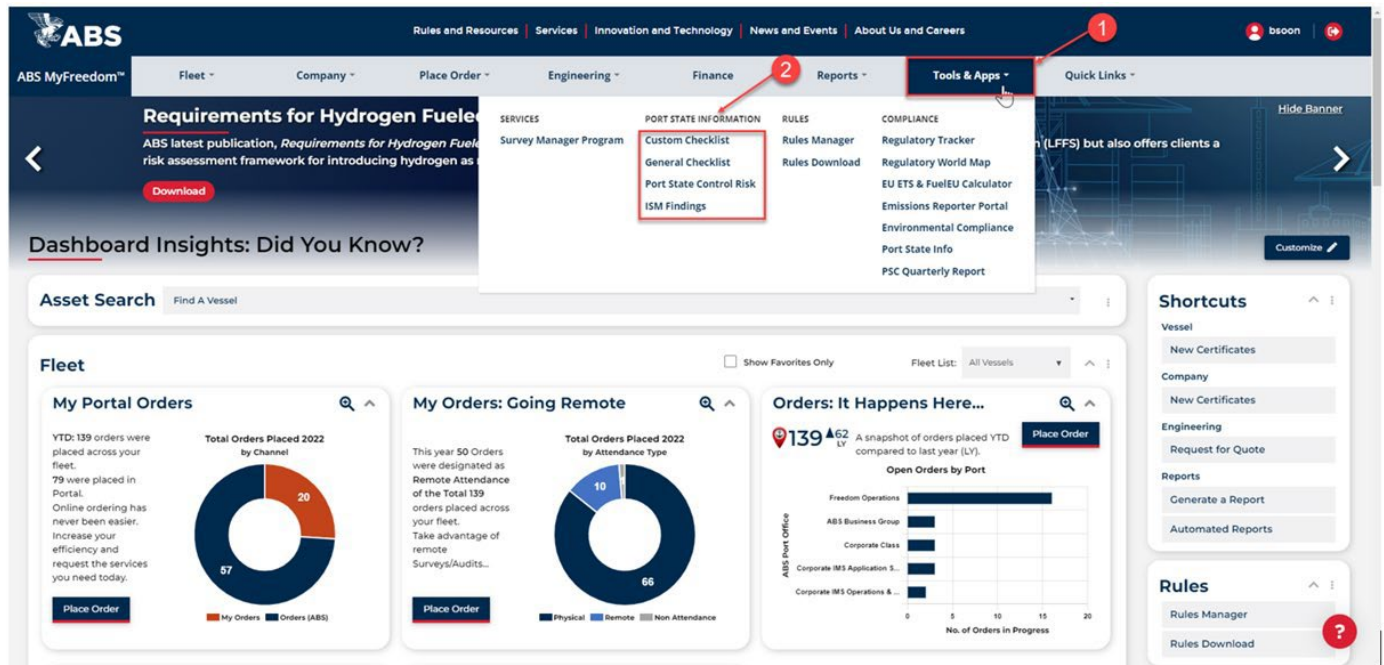 ABS
Rules and Resources | Services | Innovation and Technology | News and Events | About Us and Careers
bsoon
1
ABS MyFreedom™
Fleet
Company
Place Order
Engineering
Finance
2
Reports
Tools & Apps
Quick Links
Requirements for Hydrogen Fuele
Hide Banner
ABS latest publication, Requirements for Hydrogen Fuele
(LFFS) but also offers clients a
risk assessment framework for introducing hydrogen as
Download
SERVICES
Survey Manager Program
PORT STATE INFORMATION
Custom Checklist
General Checklist
Port State Control Risk
ISM Findings
RULES
Rules Manager
Rules Download
COMPLIANCE
Regulatory Tracker
Regulatory World Map
EU ETS & FuelEU Calculator
Emissions Reporter Portal
Environmental Compliance
Port State Info
PSC Quarterly Report
Dashboard Insights: Did You Know?
Customize
Asset Search
Find A Vessel
Fleet
Show Favorites Only
Fleet List:
All Vessels
My Portal Orders
YTD: 139 orders were
placed across your
fleet.
79 were placed in
Portal.
Online ordering has
never been easier.
Increase your
efficiency and
request the services
you need today.
Place Order
Total Orders Placed 2022
by Channel
20
57
My Orders
Orders (ABS)
My Orders: Going Remote
This year 50 Orders
were designated as
Remote Attendance
of the Total 139
orders placed across
your fleet.
Take advantage of
remote
Surveys/Audits...
Place Order
Total Orders Placed 2022
by Attendance Type
10
66
Physical
Remote
Non Attendance
Orders: It Happens Here...
139
62
LY
A snapshot of orders placed YTD
compared to last year (LY).
Place Order
Open Orders by Port
ABS Port Office
Freedom Operations
ABS Business Group
Corporate Class
Corporate IMS Application S...
Corporate IMS Operations & ...
0 5 10 15 20
No. of Orders in Progress
Shortcuts
Vessel
New Certificates
Company
New Certificates
Engineering
Request for Quote
Reports
Generate a Report
Automated Reports
Rules
Rules Manager
Rules Download
?